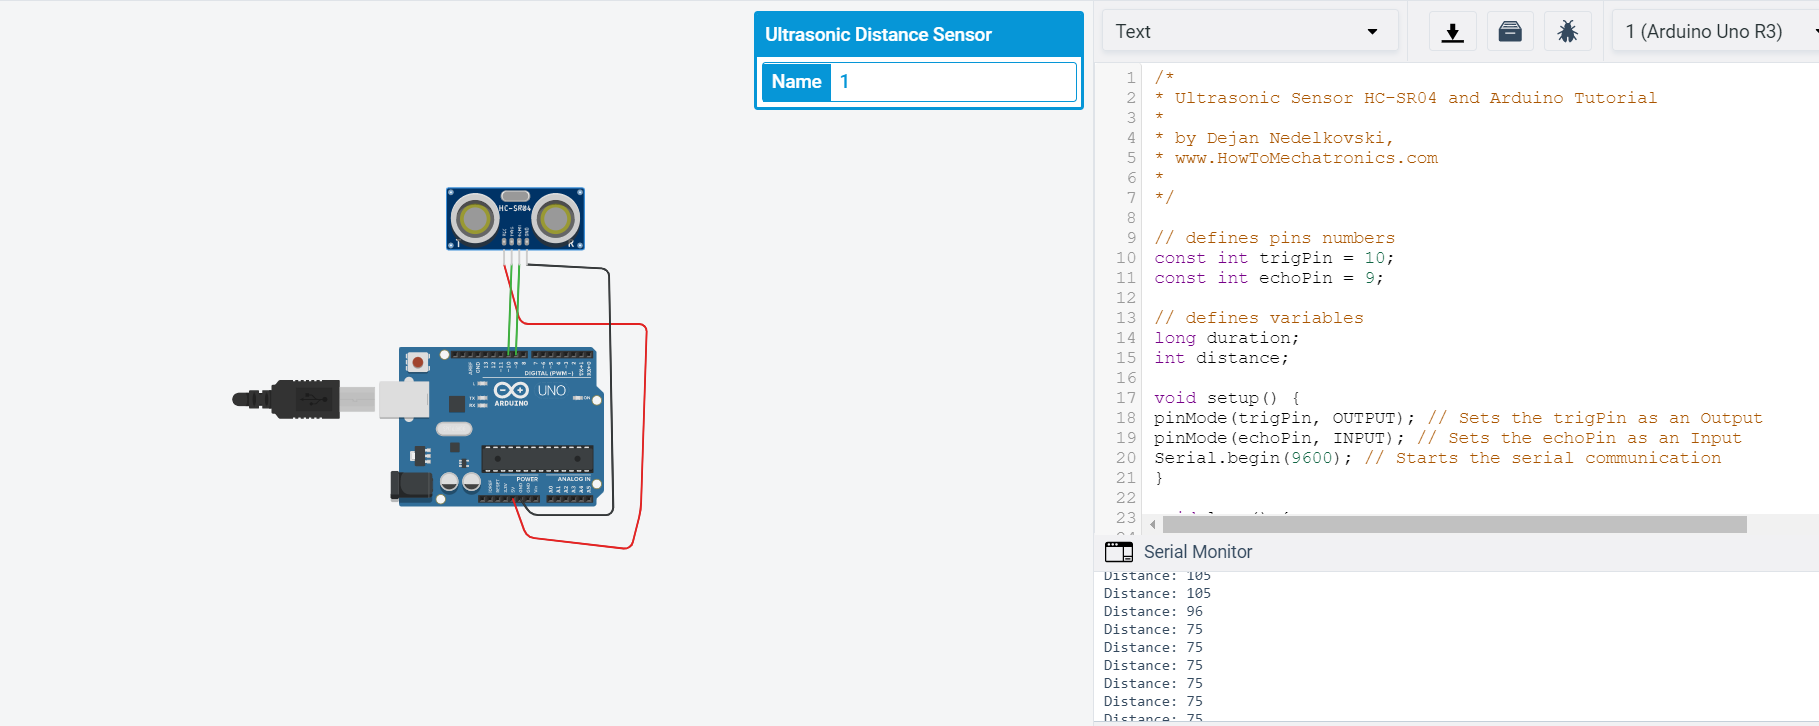 Ultrasonic Distance Sensor
Name 1
HC-SR04
T R
DIGITAL (PWM~)
UNO
ARDUINO
L
TX
RX
ON
POWER ANALOG IN
Text
1 (Arduino Uno R3)
1 /*
2 * Ultrasonic Sensor HC-SR04 and Arduino Tutorial
3 *
4 * by Dejan Nedelkovski,
5 * www.HowToMechatronics.com
6 *
7 */
8
9 // defines pins numbers
10 const int trigPin = 10;
11 const int echoPin = 9;
12
13 // defines variables
14 long duration;
15 int distance;
16
17 void setup() {
18 pinMode(trigPin, OUTPUT); // Sets the trigPin as an Output
19 pinMode(echoPin, INPUT); // Sets the echoPin as an Input
20 Serial.begin(9600); // Starts the serial communication
21 }
22
23
Serial Monitor
Distance: 105
Distance: 105
Distance: 96
Distance: 75
Distance: 75
Distance: 75
Distance: 75
Distance: 75
Distance: 75